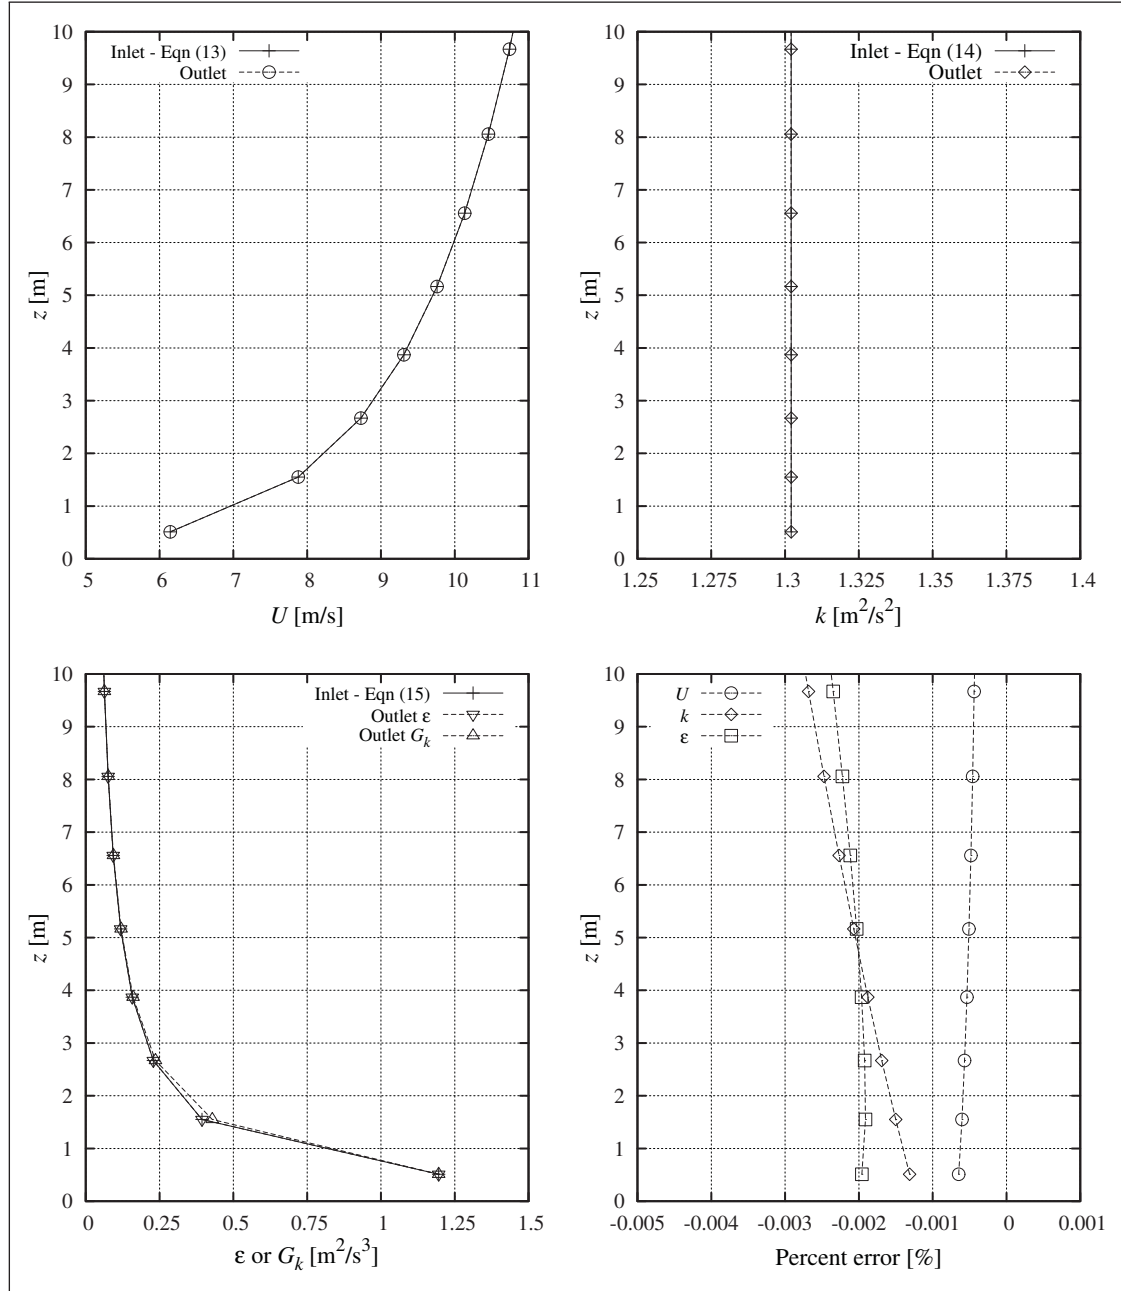 10
9
8
7
6
5
4
3
2
1
0
z [m]
Inlet - Eqn (13)
Outlet
5 6 7 8 9 10 11
U [m/s]
10
9
8
7
6
5
4
3
2
1
0
z [m]
Inlet - Eqn (14)
Outlet
1.25 1.275 1.3 1.325 1.35 1.375 1.4
k [m²/s²]
10
9
8
7
6
5
4
3
2
1
0
z [m]
Inlet - Eqn (15)
Outlet ε
Outlet Gₖ
0 0.25 0.5 0.75 1 1.25 1.5
ε or Gₖ [m²/s³]
10
9
8
7
6
5
4
3
2
1
0
z [m]
U
k
ε
-0.005 -0.004 -0.003 -0.002 -0.001 0 0.001
Percent error [%]